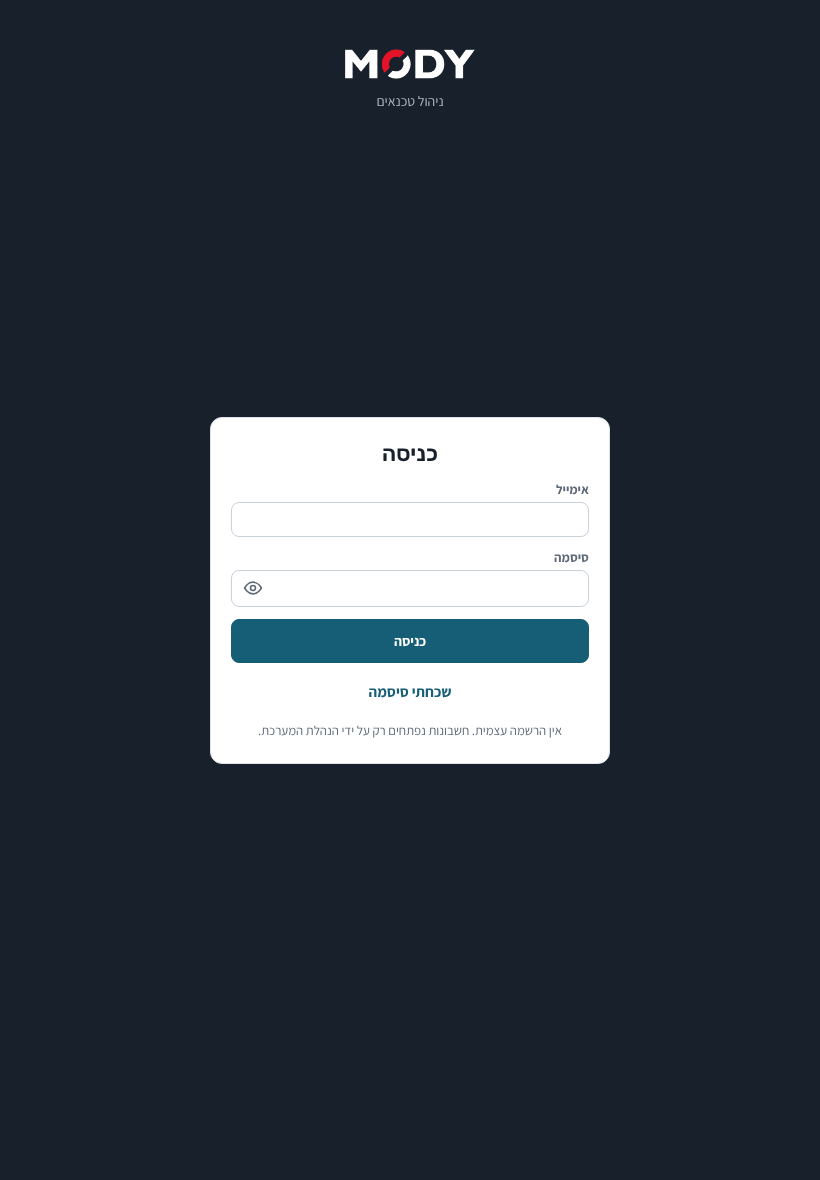 MODY
ניהול טכנאים
כניסה
אימייל
סיסמה
כניסה
שכחתי סיסמה
אין הרשמה עצמית. חשבונות נפתחים רק על ידי הנהלת המערכת.